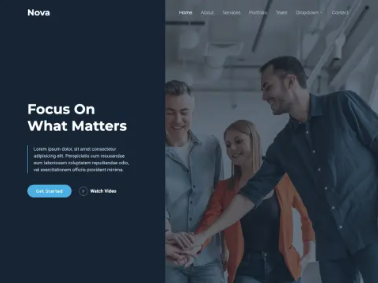 Nova
Home About Services Portfolio Team Dropdown Contact
Focus On
What Matters
Lorem ipsum dolor, sit amet consectetur
adipiscing elit. Perspiciatis cum recusandae
eum laboriosam voluptatem repudiandae odio,
vel exercitationem officiis provident minima.
Get Started
Watch Video